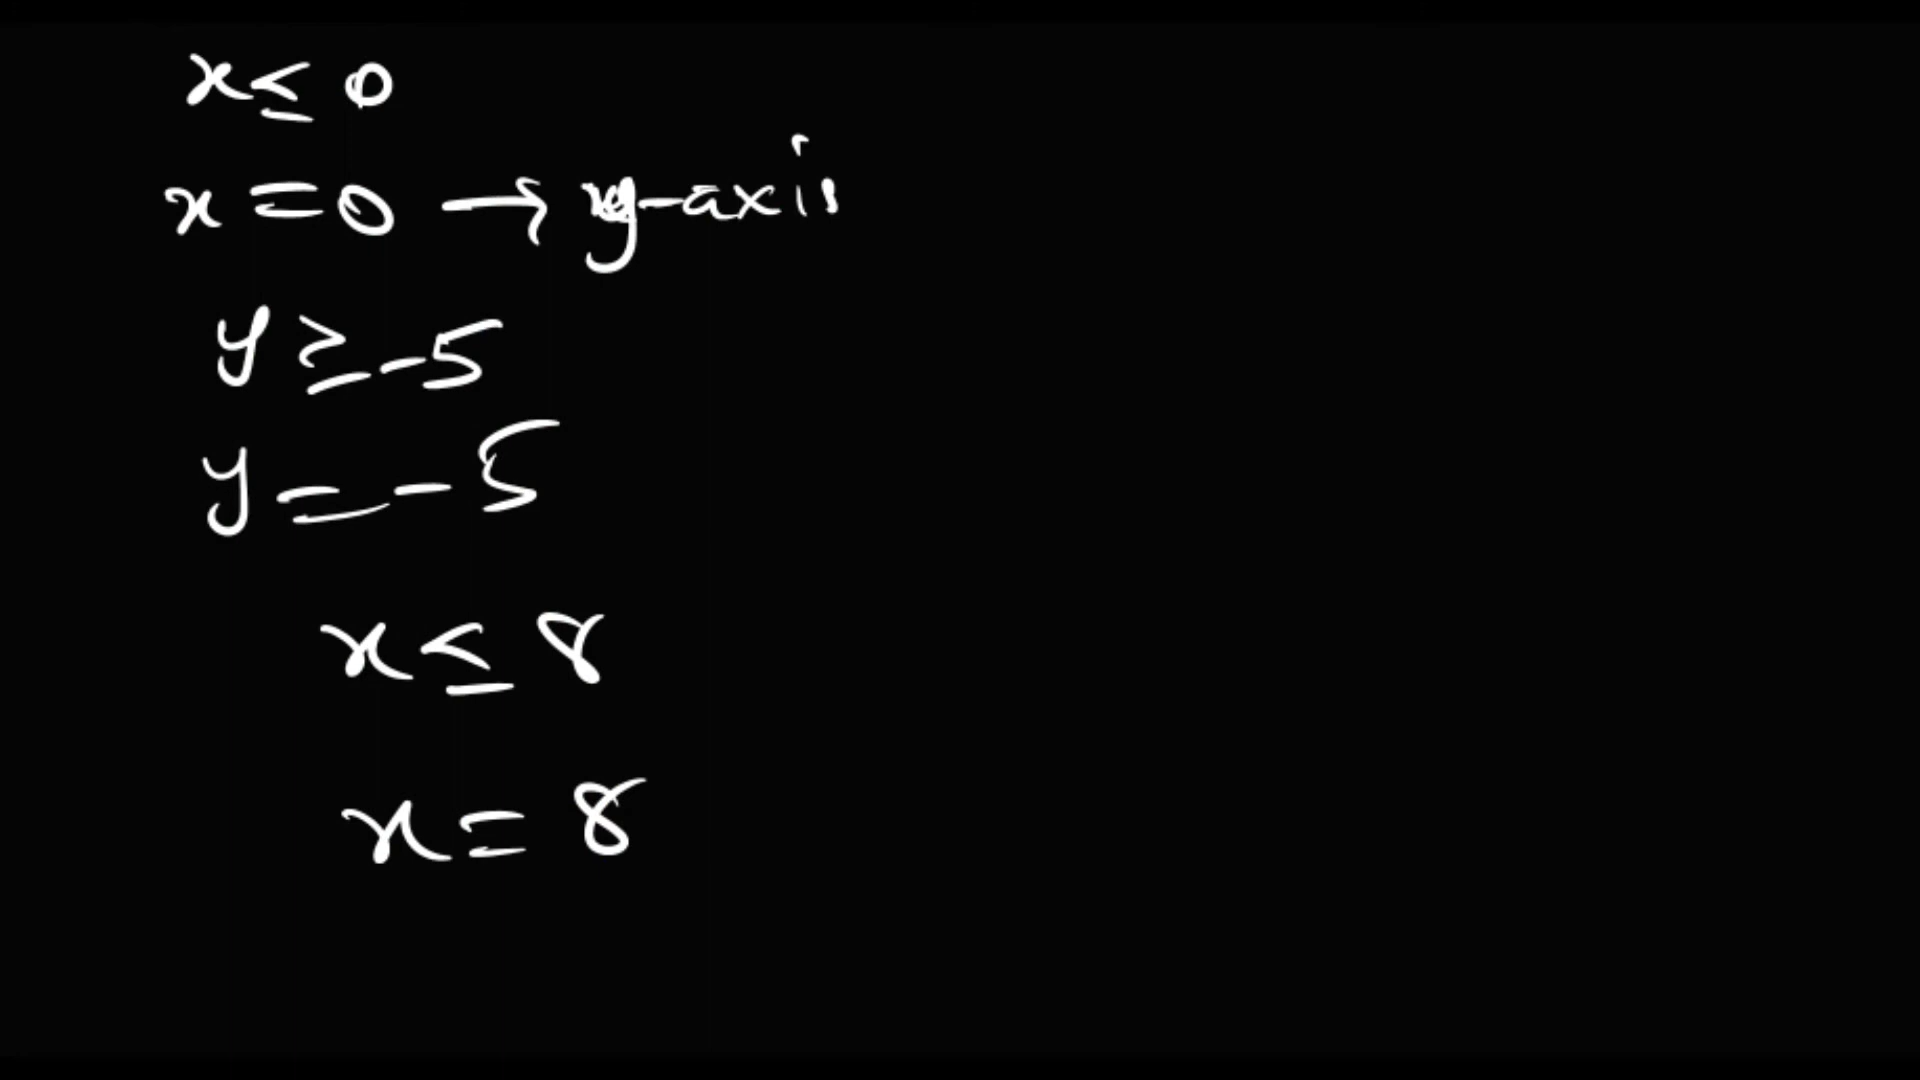 x ≤ 0
x = 0 → y-axis
y ≥ -5
y = -5
x ≤ 8
x = 8